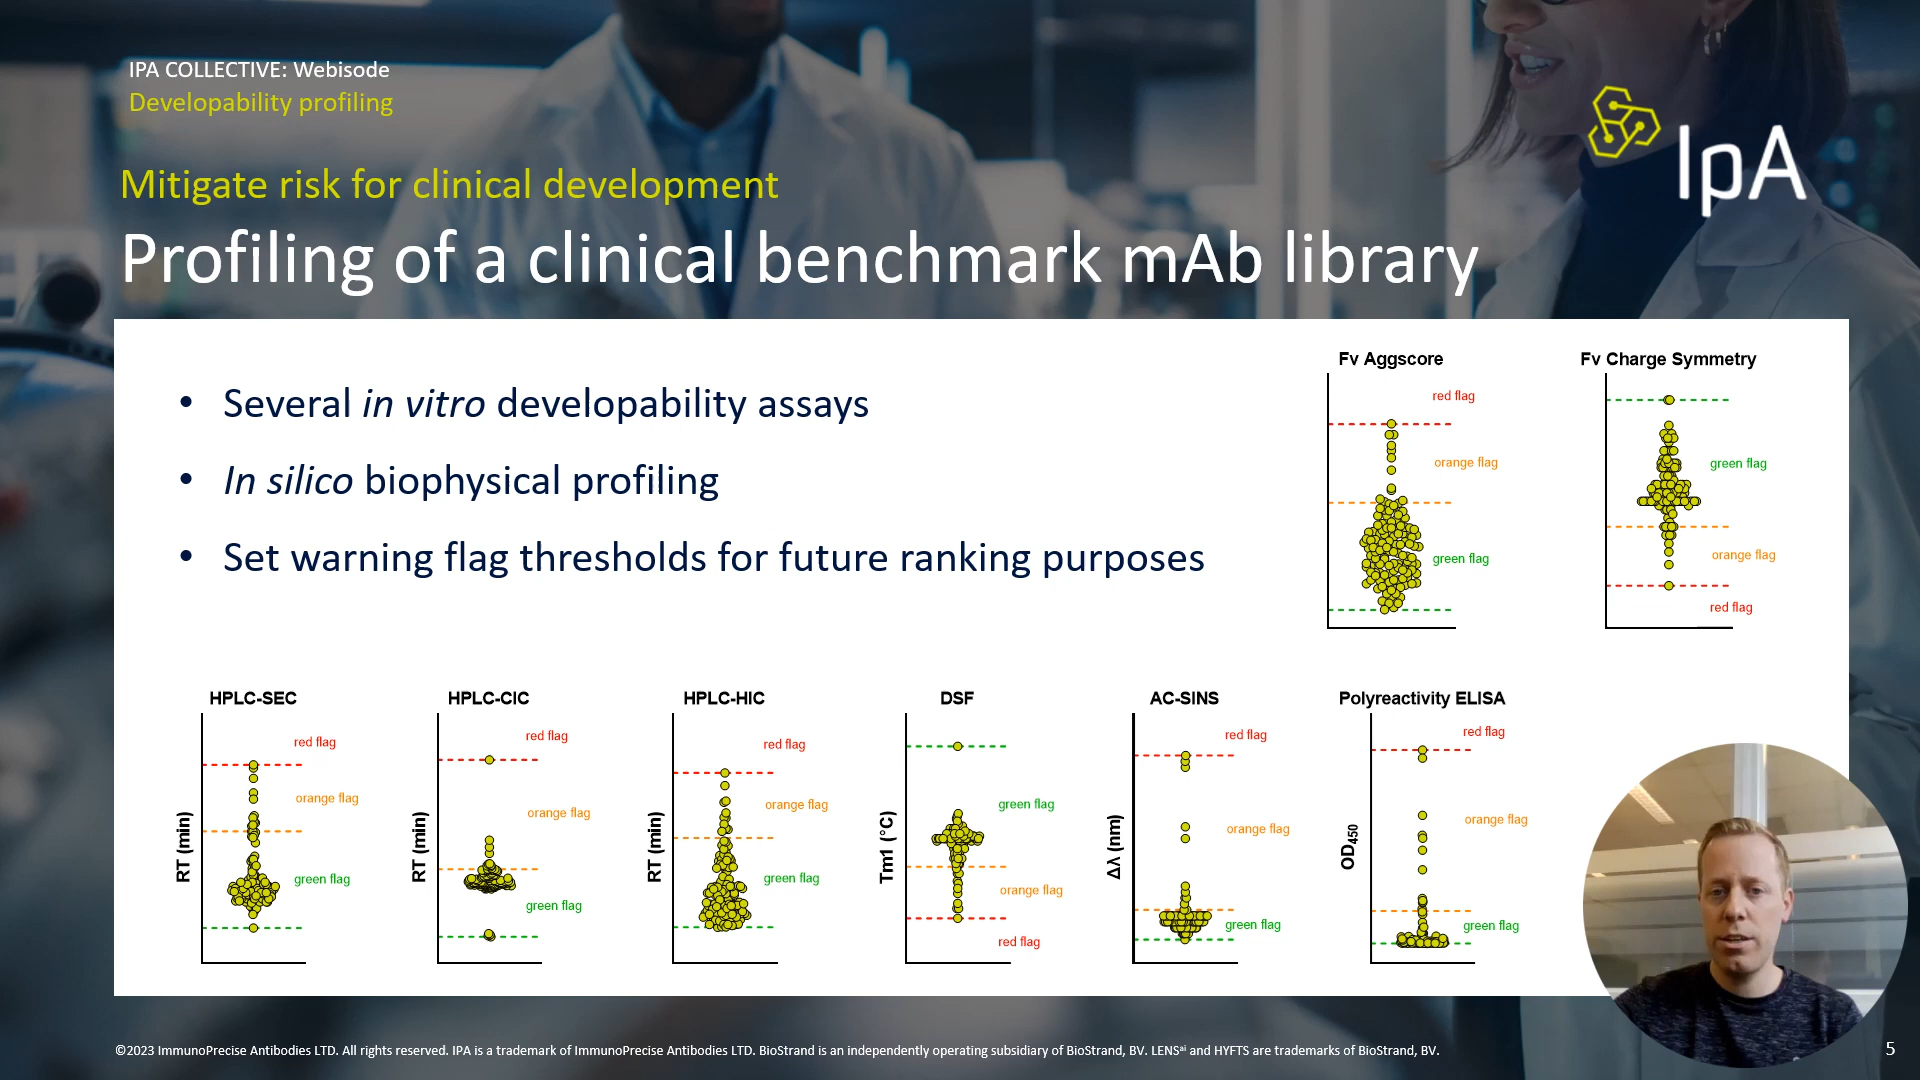 IPA COLLECTIVE: Webisode
Developability profiling
IpA
Mitigate risk for clinical development
Profiling of a clinical benchmark mAb library
• Several in vitro developability assays
• In silico biophysical profiling
• Set warning flag thresholds for future ranking purposes
Fv Aggscore
red flag
orange flag
green flag
Fv Charge Symmetry
green flag
orange flag
red flag
HPLC-SEC
RT (min)
red flag
orange flag
green flag
HPLC-CIC
RT (min)
red flag
orange flag
green flag
HPLC-HIC
RT (min)
red flag
orange flag
green flag
DSF
Tm1 (°C)
green flag
orange flag
red flag
AC-SINS
Δλ (nm)
red flag
orange flag
green flag
Polyreactivity ELISA
OD450
red flag
orange flag
green flag
©2023 ImmunoPrecise Antibodies LTD. All rights reserved. IPA is a trademark of ImmunoPrecise Antibodies LTD. BioStrand is an independently operating subsidiary of BioStrand, BV. LENSai and HYFTS are trademarks of BioStrand, BV.
5